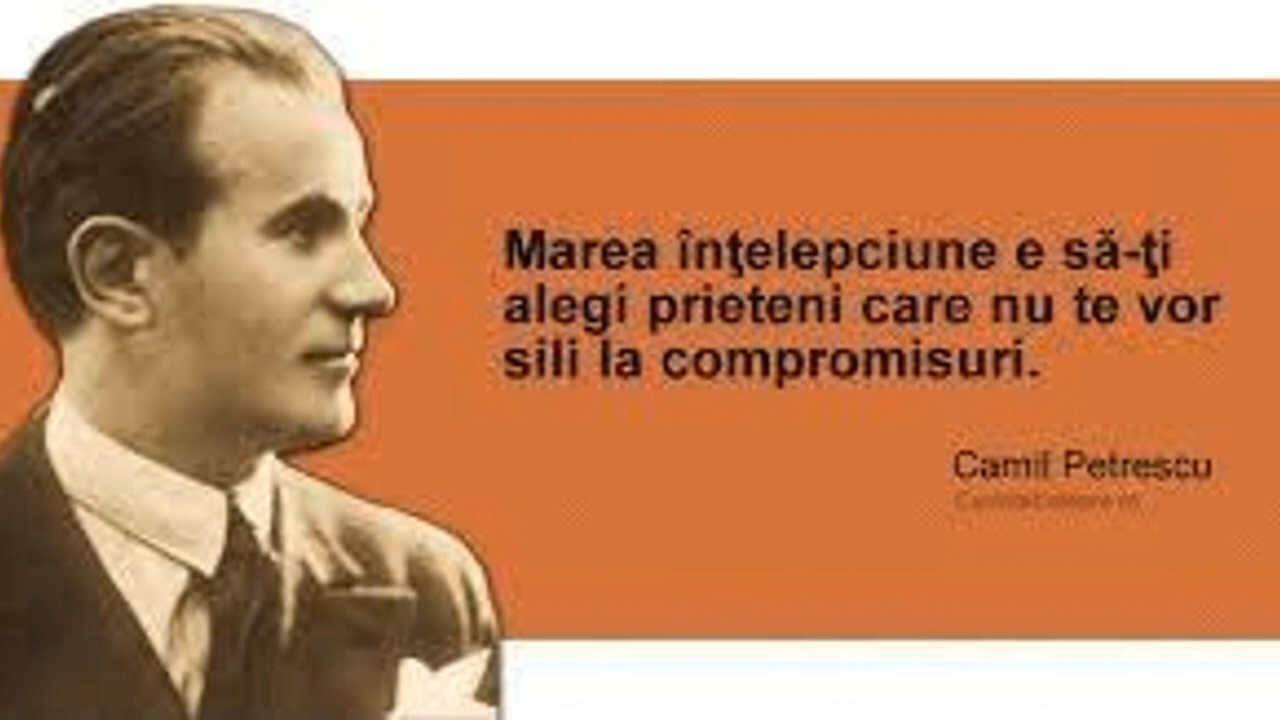 Marea înţelepciune e să-ţi
alegi prieteni care nu te vor
sili la compromisuri.
Camil Petrescu